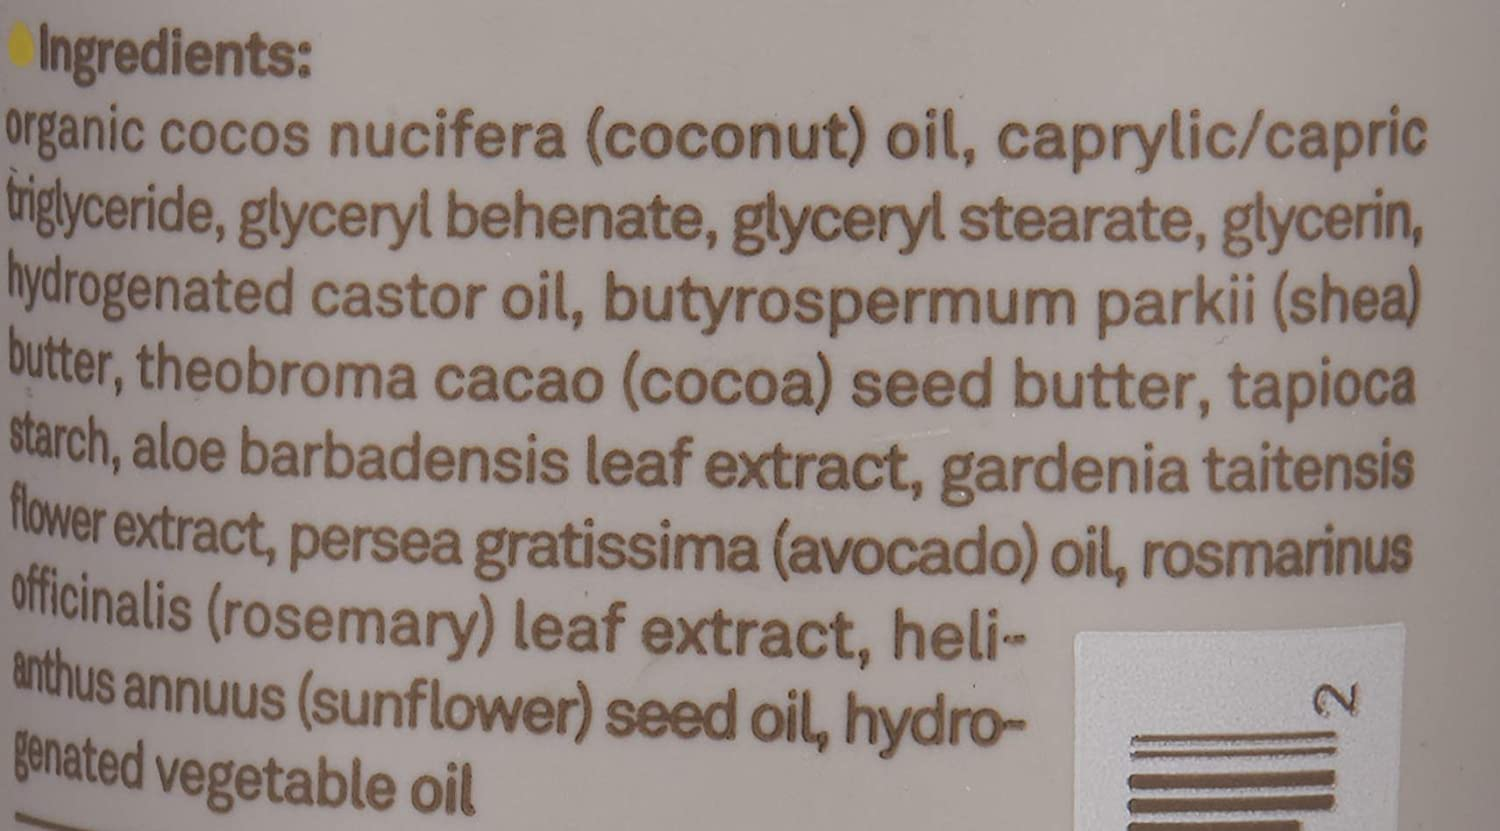 Ingredients:
organic cocos nucifera (coconut) oil, caprylic/capric
triglyceride, glyceryl behenate, glyceryl stearate, glycerin,
hydrogenated castor oil, butyrospermum parkii (shea)
butter, theobroma cacao (cocoa) seed butter, tapioca
starch, aloe barbadensis leaf extract, gardenia taitensis
flower extract, persea gratissima (avocado) oil, rosmarinus
officinalis (rosemary) leaf extract, heli-
anthus annuus (sunflower) seed oil, hydro-
genated vegetable oil
2